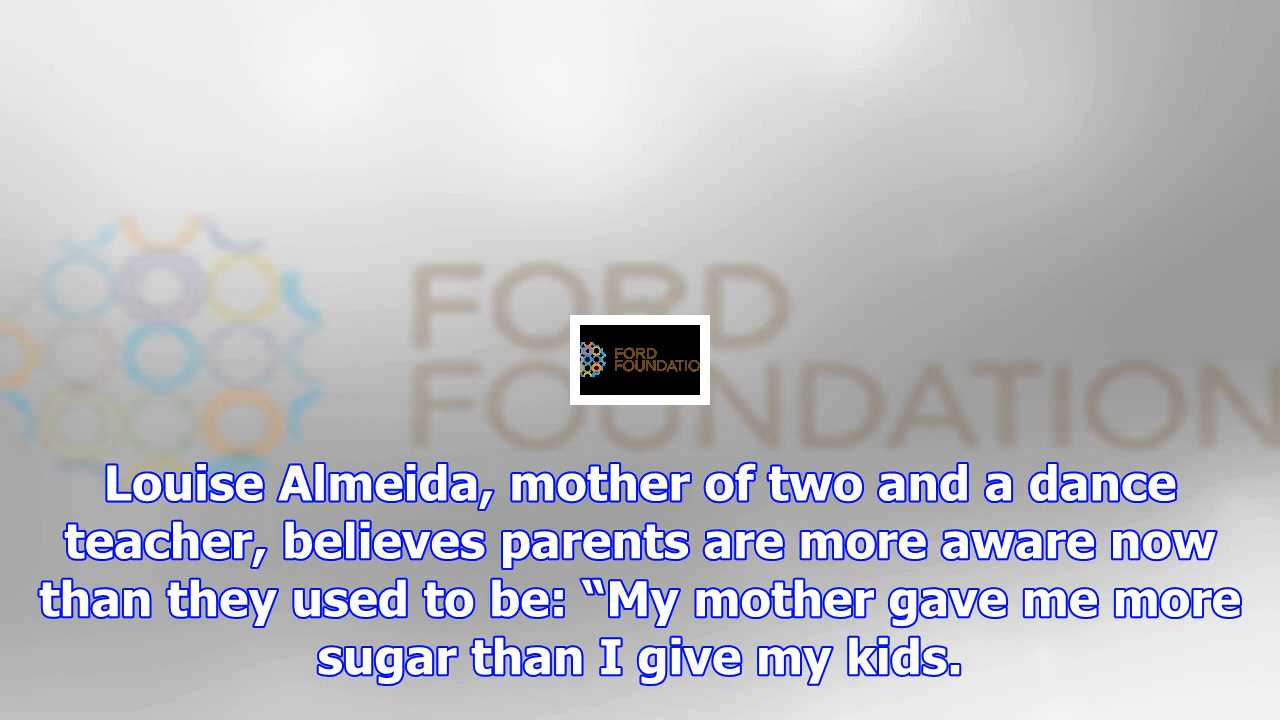 FORD
FOUNDATION
FORD
FOUNDATIO
Louise Almeida, mother of two and a dance
teacher, believes parents are more aware now
than they used to be: “My mother gave me more
sugar than I give my kids.